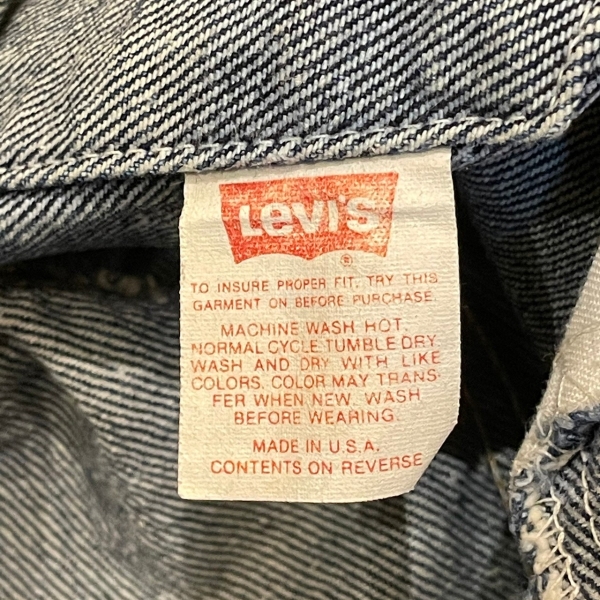 Levi's
®
TO INSURE PROPER FIT, TRY THIS
GARMENT ON BEFORE PURCHASE.
MACHINE WASH HOT,
NORMAL CYCLE TUMBLE DRY.
WASH AND DRY WITH LIKE
COLORS. COLOR MAY TRANS-
FER WHEN NEW. WASH
BEFORE WEARING.
MADE IN U.S.A.
CONTENTS ON REVERSE